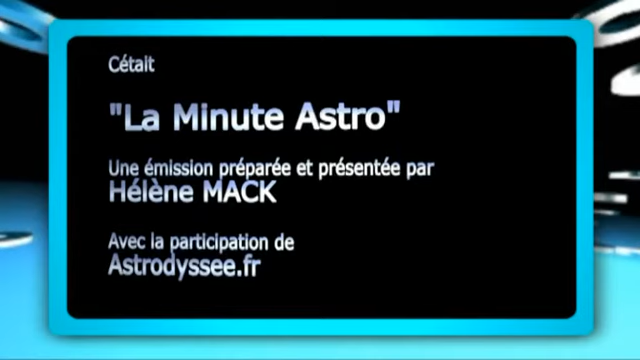 Cétait
"La Minute Astro"
Une émission préparée et présentée par
Hélène MACK
Avec la participation de
Astrodyssee.fr